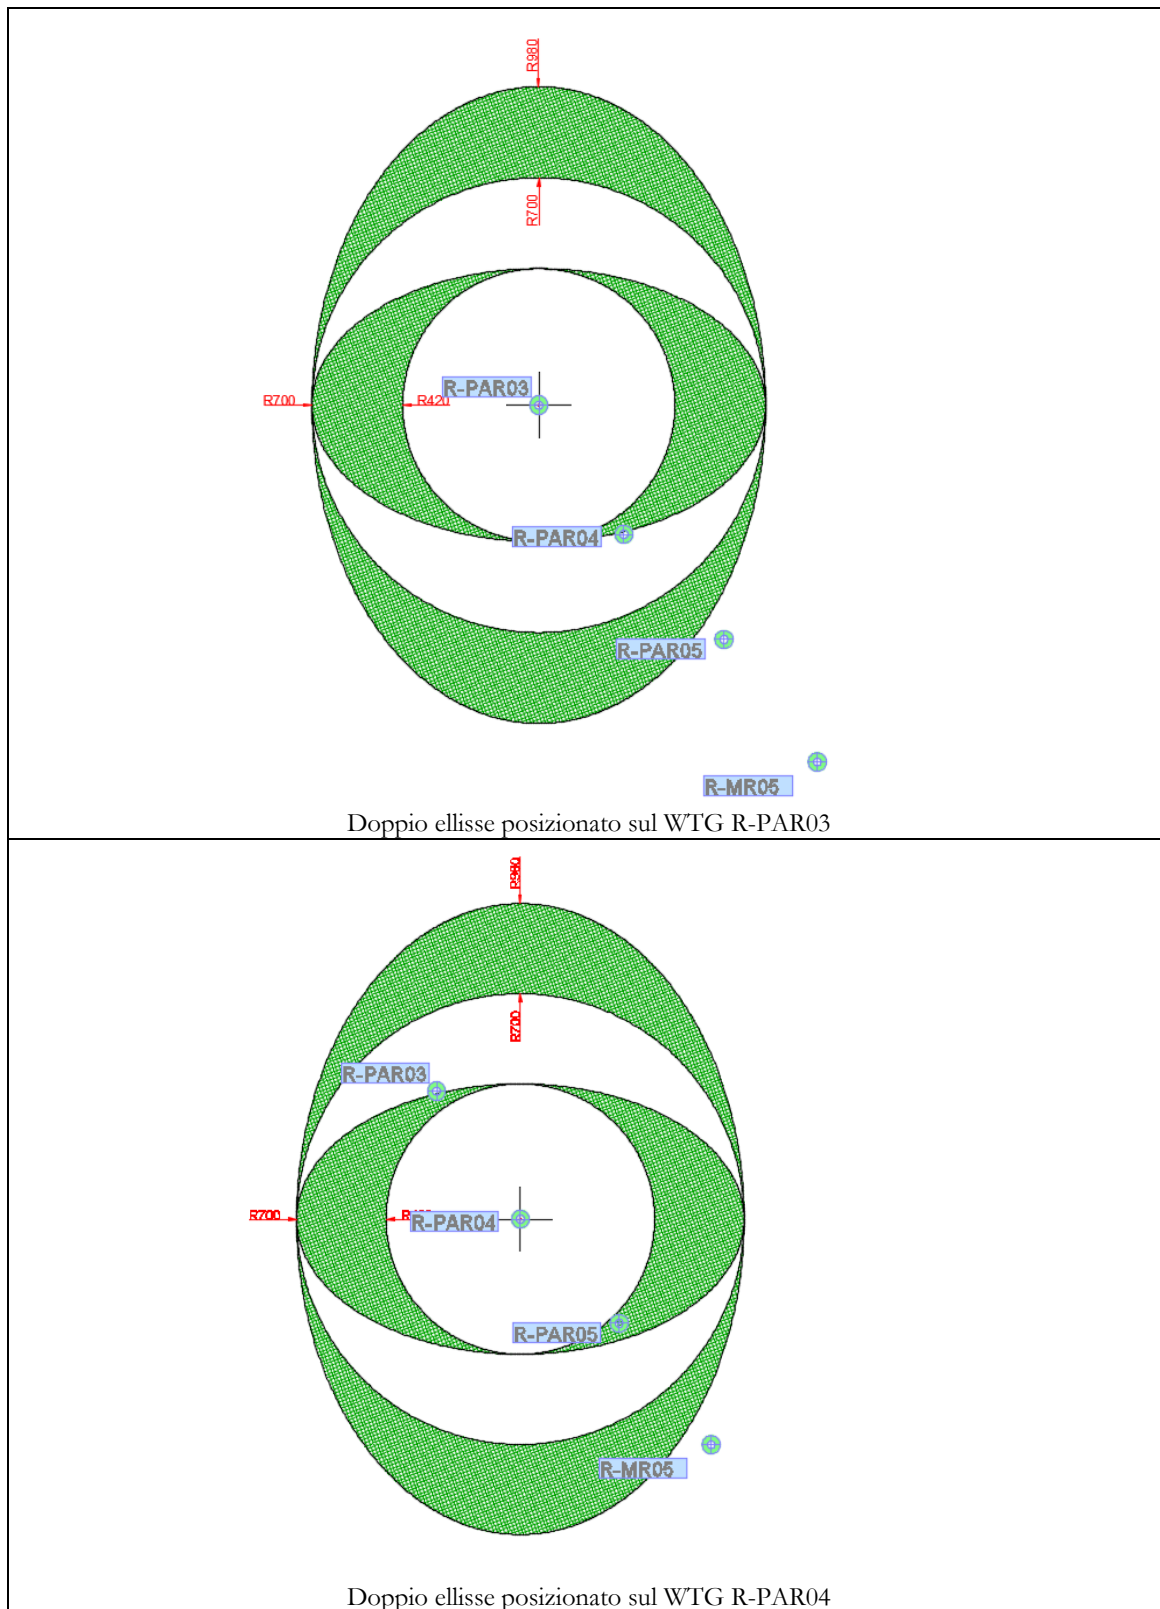 R980
R700
R-PAR03
R700
R420
R-PAR04
R-PAR05
R-MR05
Doppio ellisse posizionato sul WTG R-PAR03
R980
R700
R-PAR03
R700
R-PAR04
R-PAR05
R-MR05
Doppio ellisse posizionato sul WTG R-PAR04